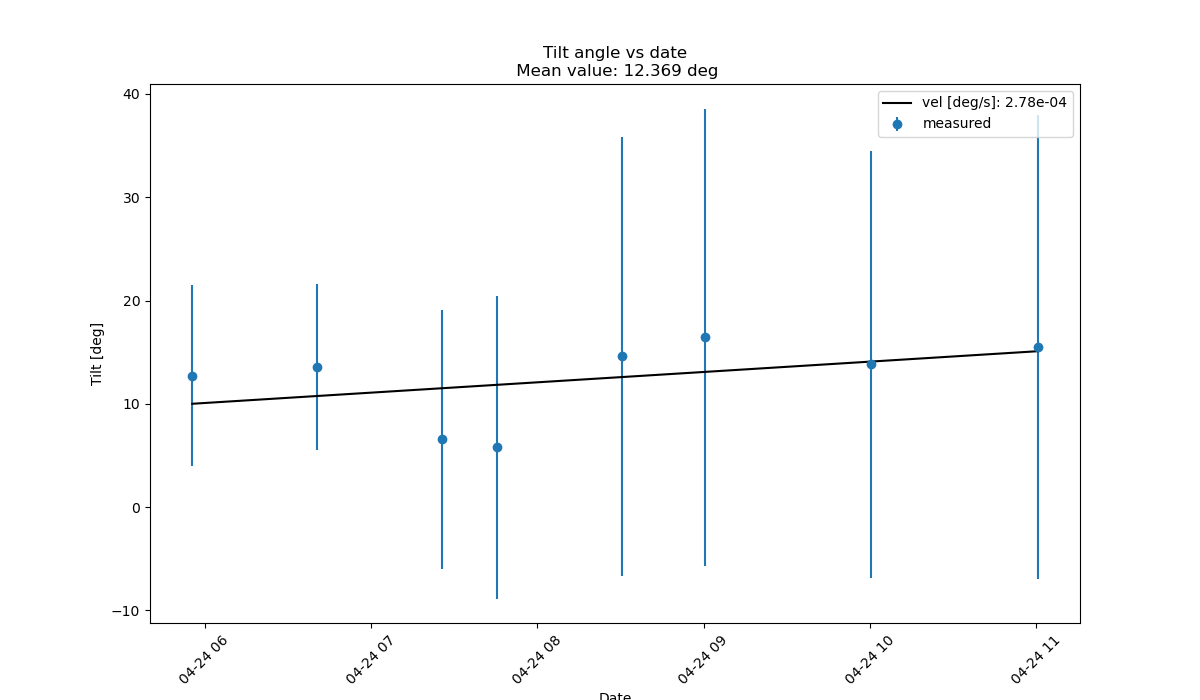 Tilt angle vs date
Mean value: 12.369 deg
vel [deg/s]: 2.78e-04
measured
40
30
20
10
0
−10
Tilt [deg]
04-24 06
04-24 07
04-24 08
04-24 09
04-24 10
04-24 11
Date